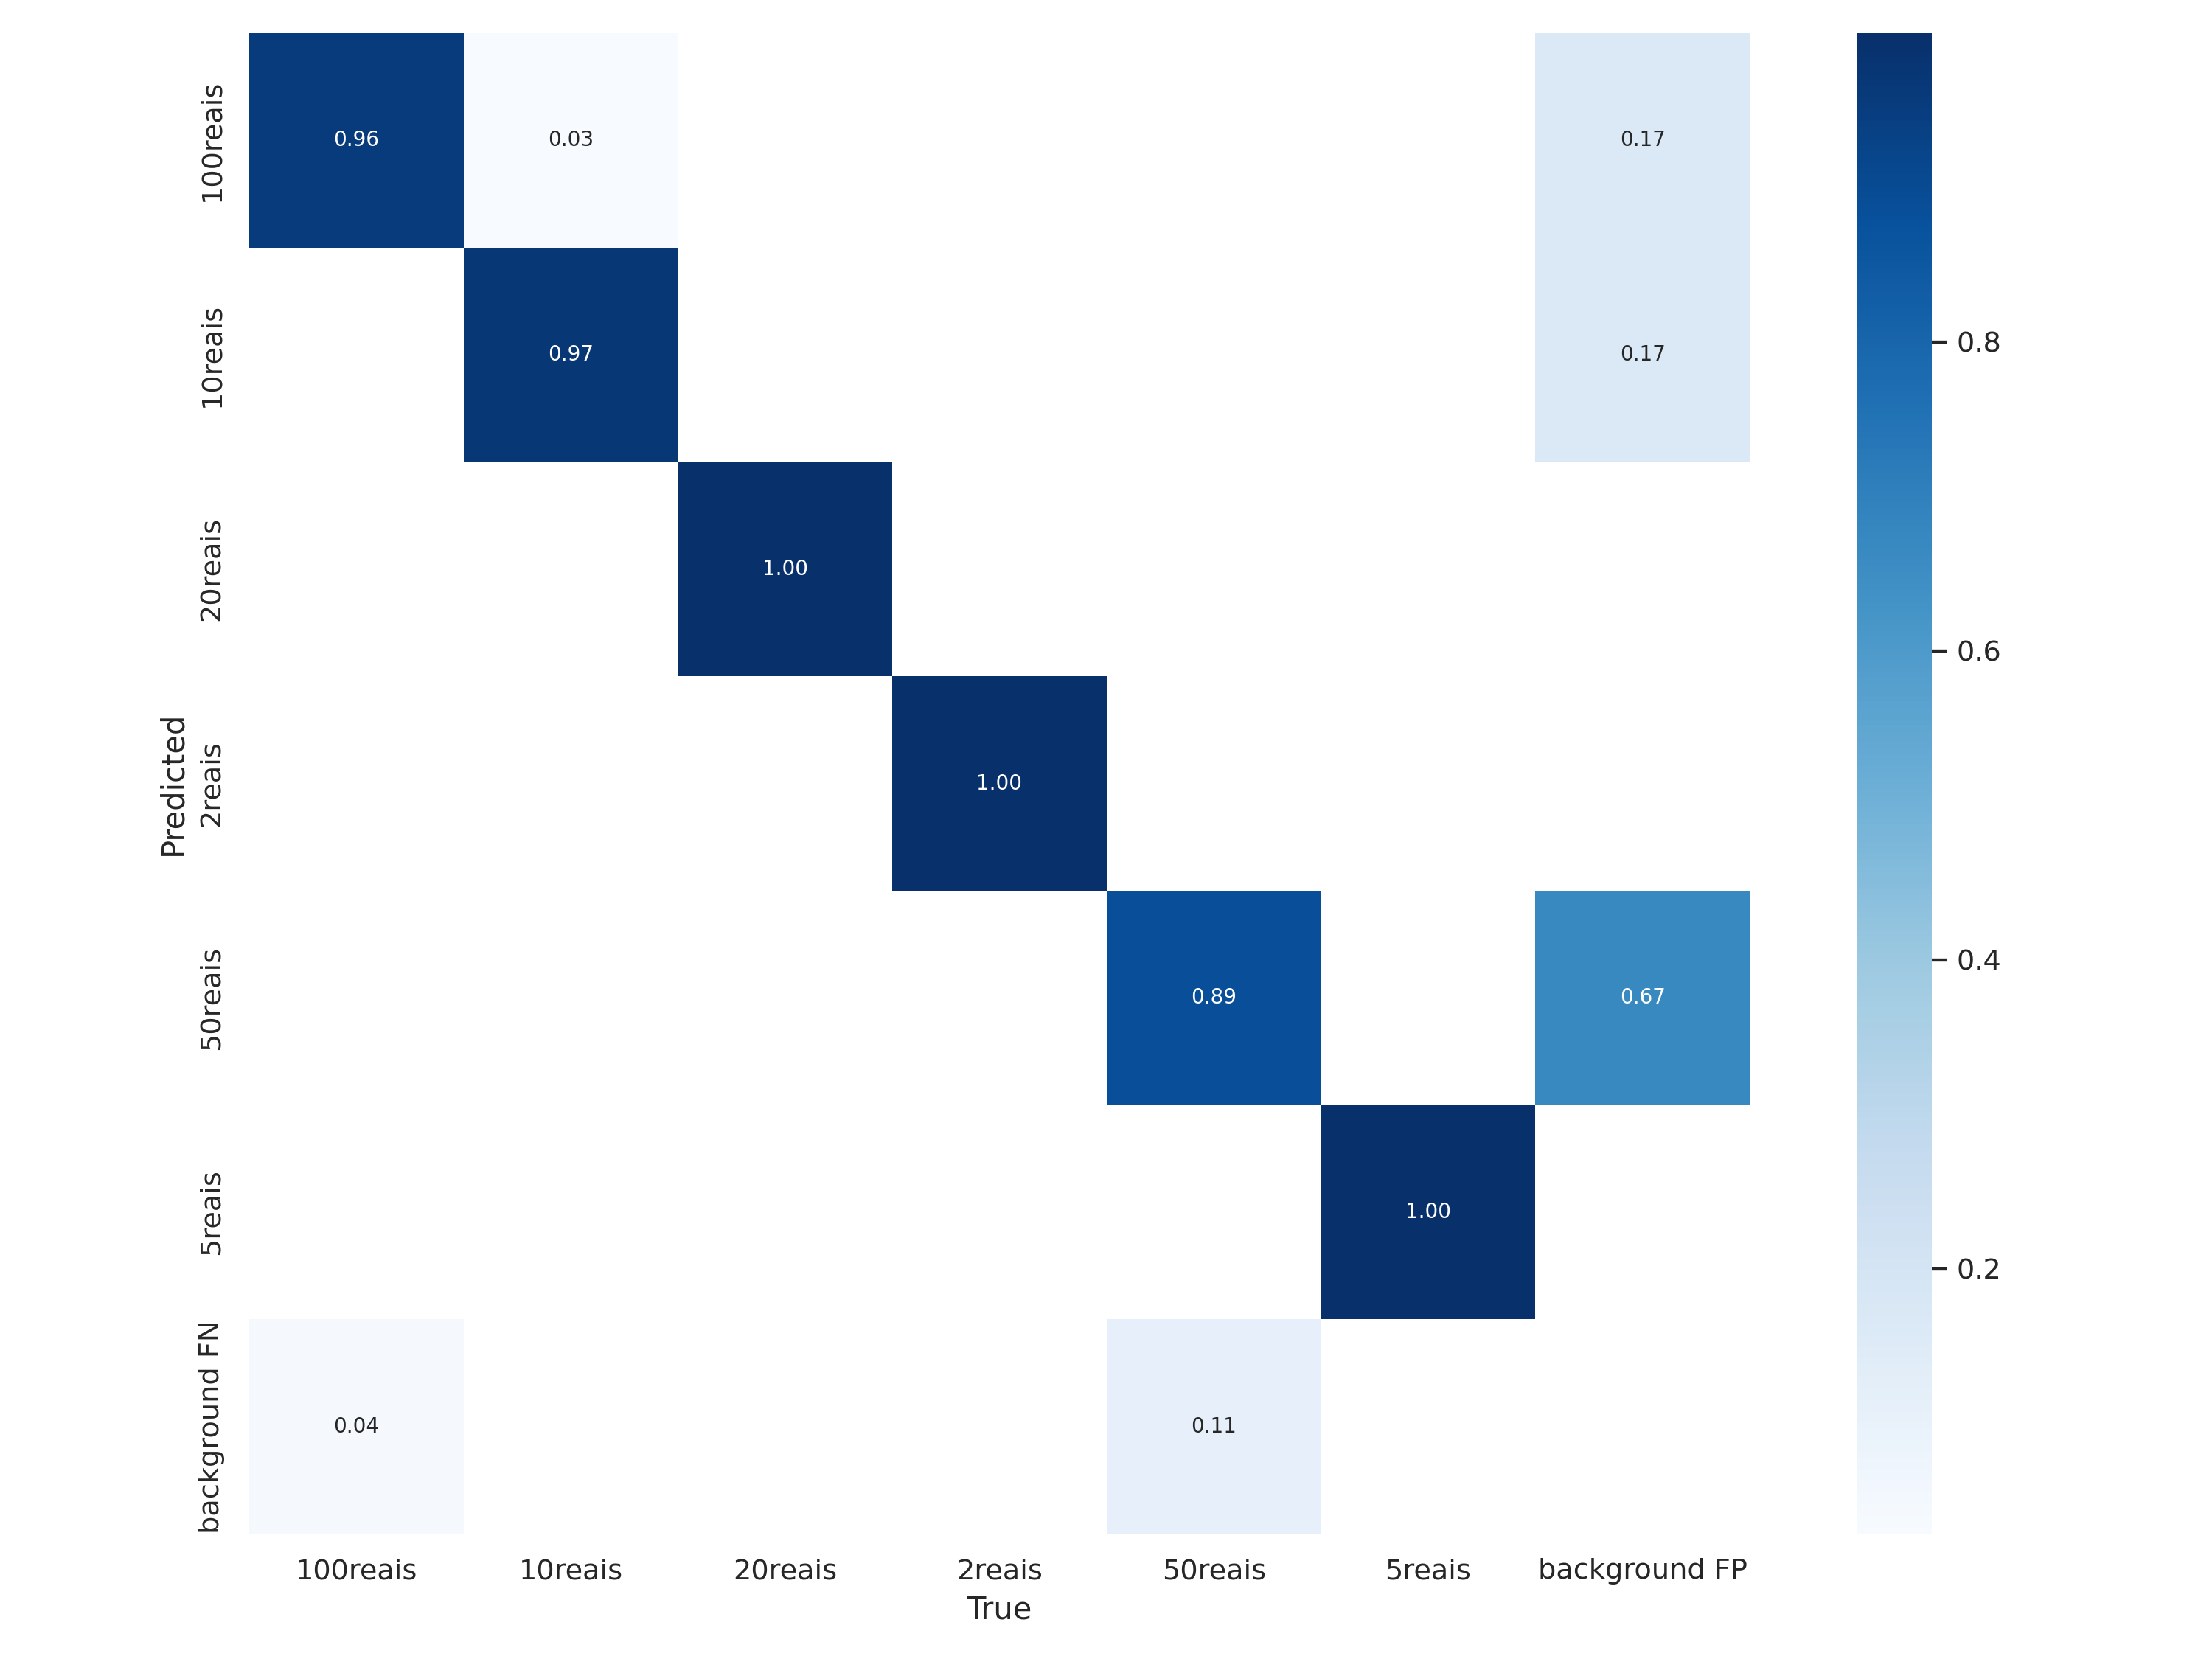 100reais
0.96
0.03
0.17
10reais
0.97
0.17
0.8
20reais
1.00
0.6
Predicted
2reais
1.00
50reais
0.89
0.67
0.4
5reais
1.00
0.2
background FN
0.04
0.11
100reais 10reais 20reais 2reais 50reais 5reais background FP
True